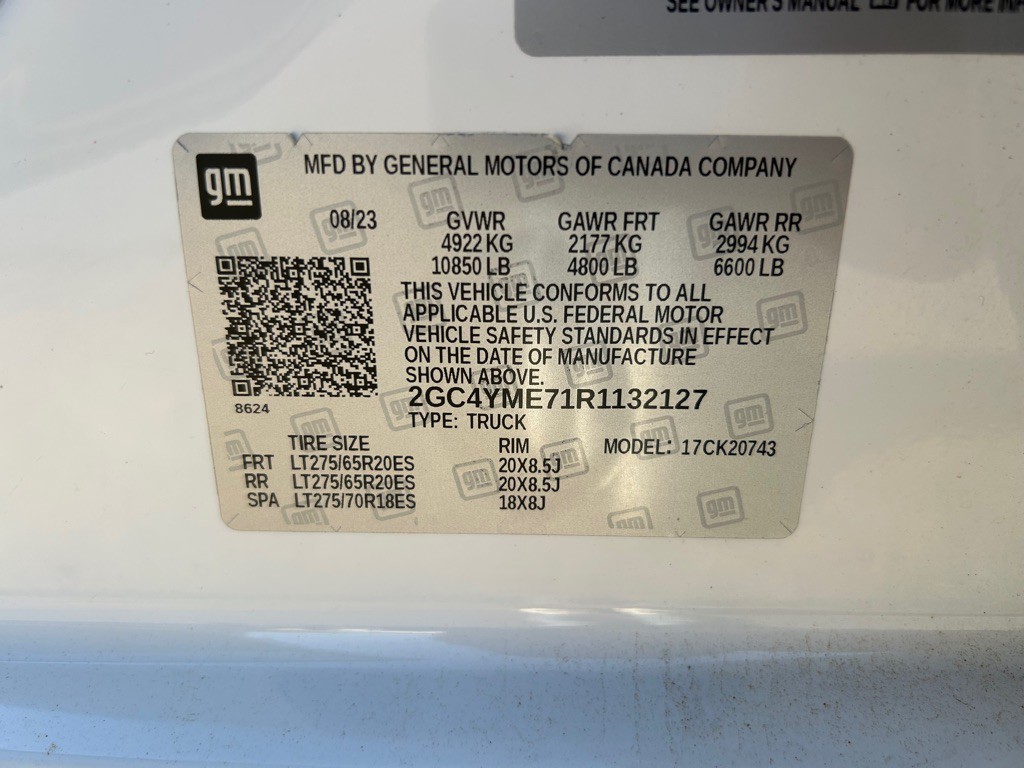 SEE OWNER'S MANUAL FOR MORE
MFD BY GENERAL MOTORS OF CANADA COMPANY
gm
08/23 GVWR GAWR FRT GAWR RR
4922 KG 2177 KG 2994 KG
10850 LB 4800 LB 6600 LB
THIS VEHICLE CONFORMS TO ALL
APPLICABLE U.S. FEDERAL MOTOR
VEHICLE SAFETY STANDARDS IN EFFECT
ON THE DATE OF MANUFACTURE
SHOWN ABOVE.
2GC4YME71R1132127
8624
TYPE: TRUCK
TIRE SIZE RIM MODEL: 17CK20743
FRT LT275/65R20ES 20X8.5J
RR LT275/65R20ES 20X8.5J
SPA LT275/70R18ES 18X8J